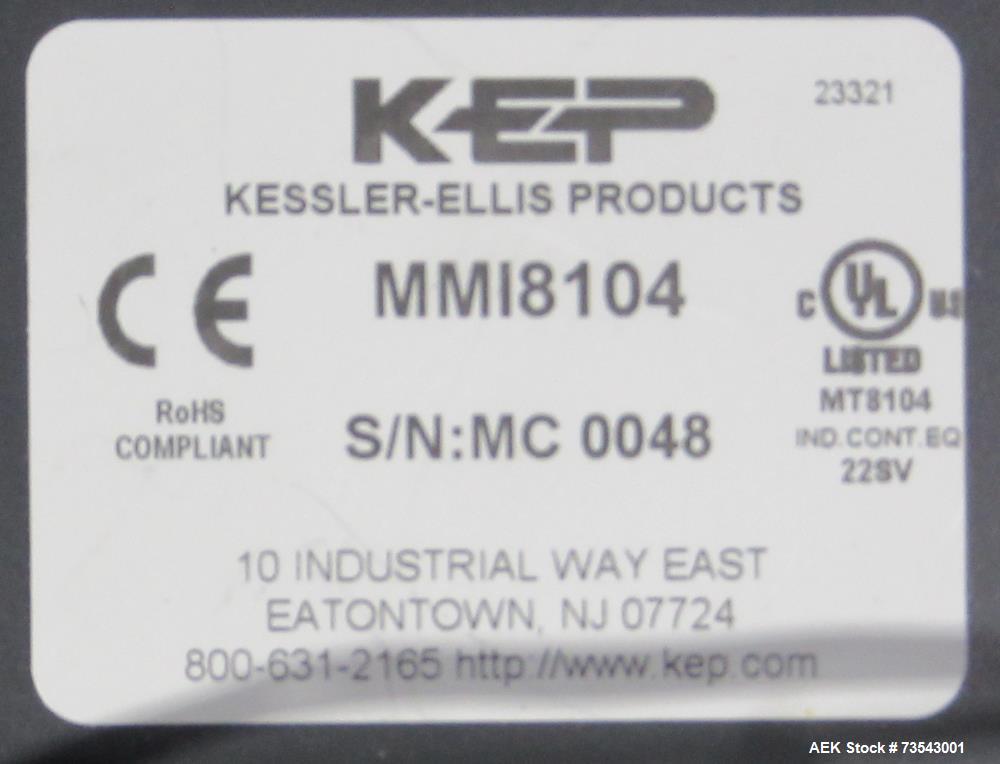 KEP
23321
KESSLER-ELLIS PRODUCTS
CE
MMI8104
C UL US
LISTED
MT8104
IND.CONT.EQ
22SV
RoHS
COMPLIANT
S/N:MC 0048
10 INDUSTRIAL WAY EAST
EATONTOWN, NJ 07724
800-631-2165 http://www.kep.com
AEK Stock # 73543001